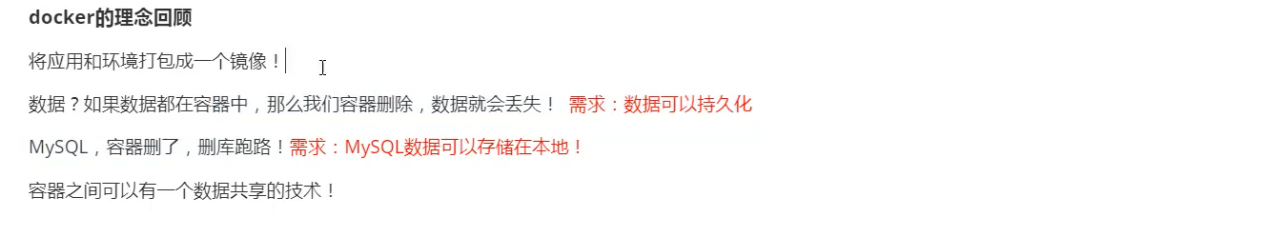 docker的理念回顾
将应用和环境打包成一个镜像！
数据？如果数据都在容器中，那么我们容器删除，数据就会丢失！ 需求：数据可以持久化
MySQL，容器删了，删库跑路！需求：MySQL数据可以存储在本地！
容器之间可以有一个数据共享的技术！